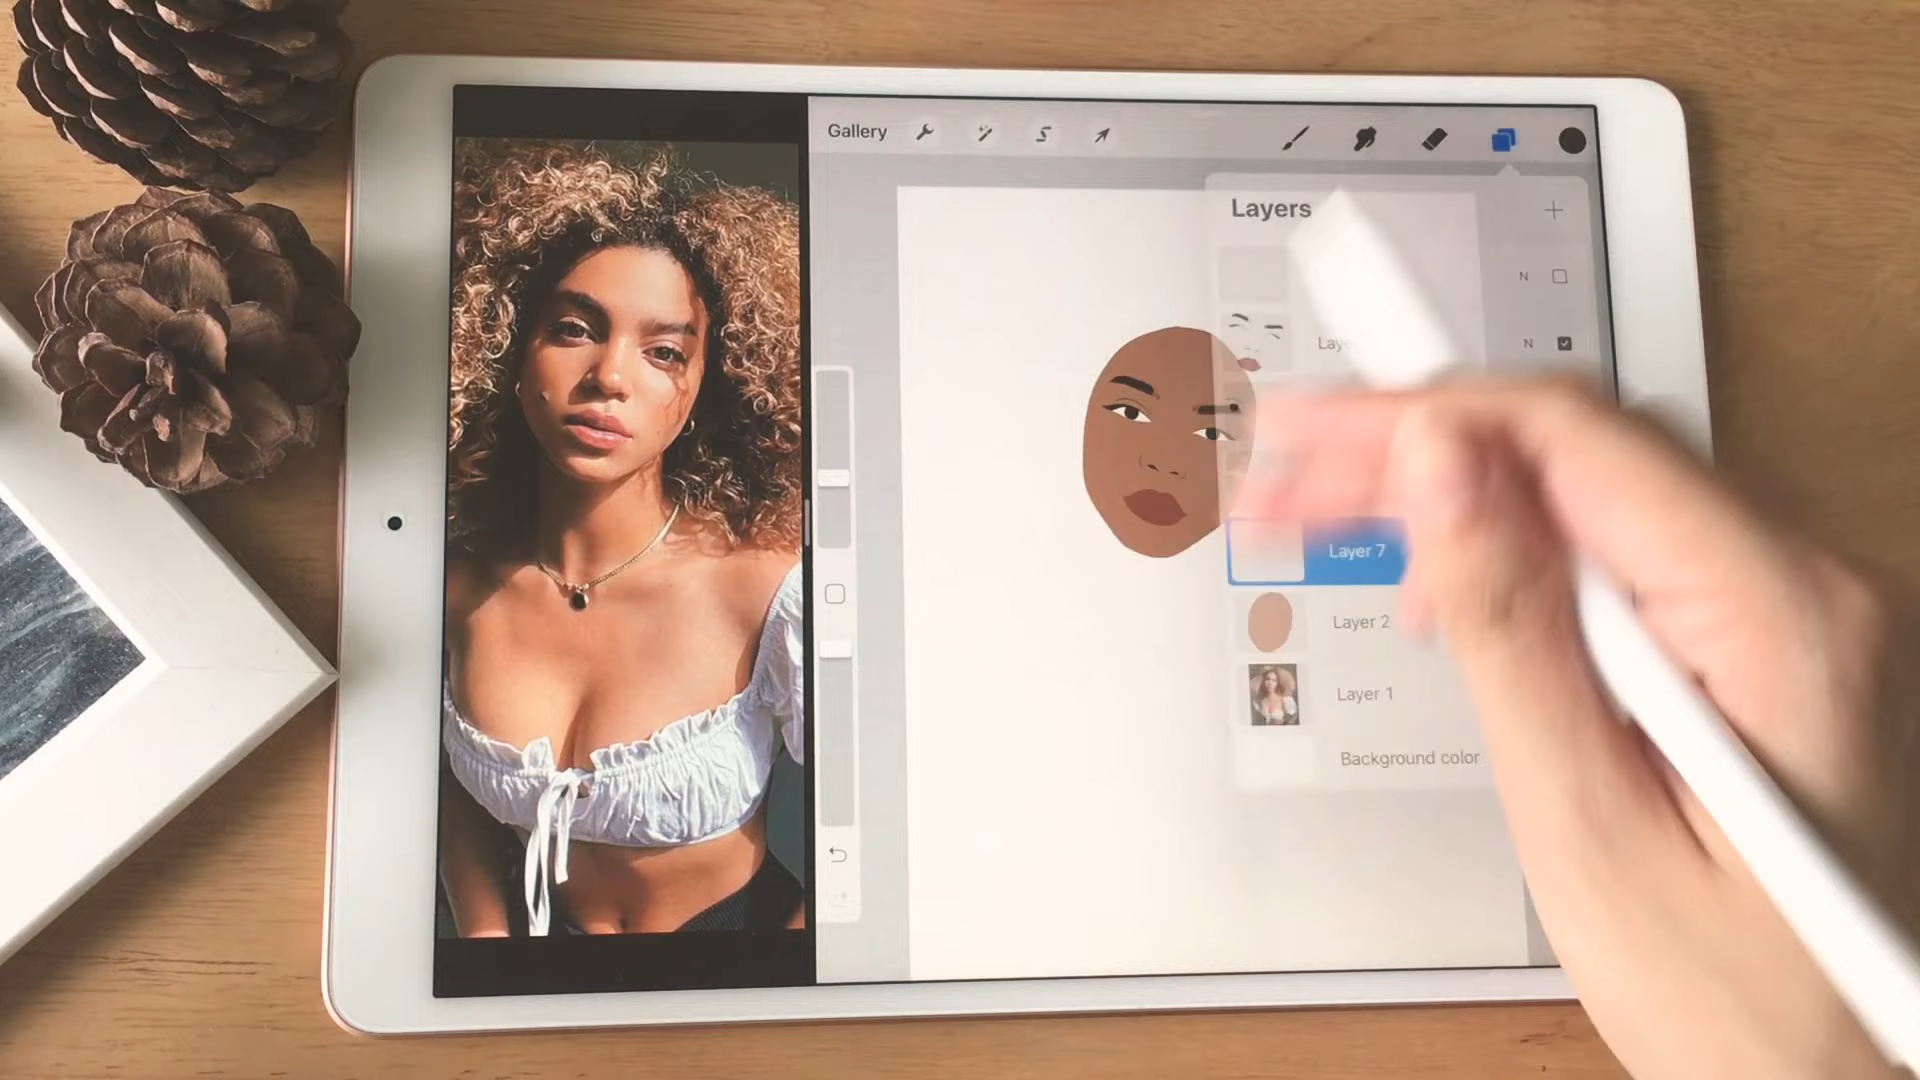 Gallery
Layers
N
N
Layer 7
Layer 2
Layer 1
Background color